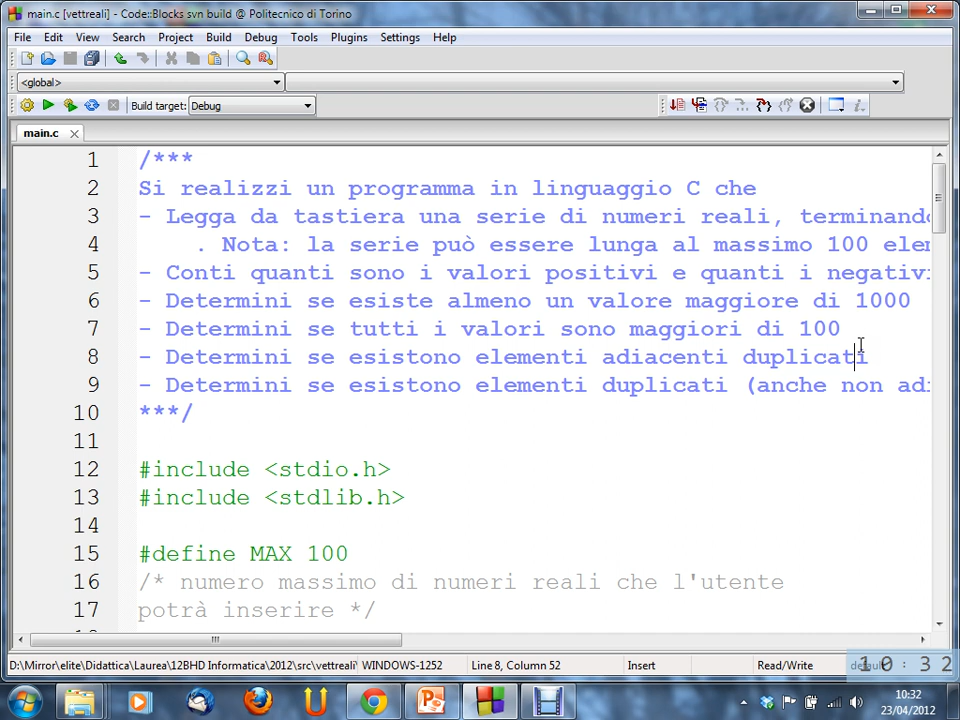 main.c [vettreali] - Code::Blocks svn build @ Politecnico di Torino
File Edit View Search Project Build Debug Tools Plugins Settings Help
<global>
Build target: Debug
main.c
1 /***
2 Si realizzi un programma in linguaggio C che
3 - Legga da tastiera una serie di numeri reali, terminando
4 . Nota: la serie può essere lunga al massimo 100 elem
5 - Conti quanti sono i valori positivi e quanti i negativi
6 - Determini se esiste almeno un valore maggiore di 1000
7 - Determini se tutti i valori sono maggiori di 100
8 - Determini se esistono elementi adiacenti duplicati
9 - Determini se esistono elementi duplicati (anche non adi
10 ***/
11
12 #include <stdio.h>
13 #include <stdlib.h>
14
15 #define MAX 100
16 /* numero massimo di numeri reali che l'utente
17 potrà inserire */
D:\Mirror\elite\Didattica\Laurea\12BHD Informatica\2012\src\vettreali\ WINDOWS-1252 Line 8, Column 52 Insert Read/Write default
10:32
10:32
23/04/2012